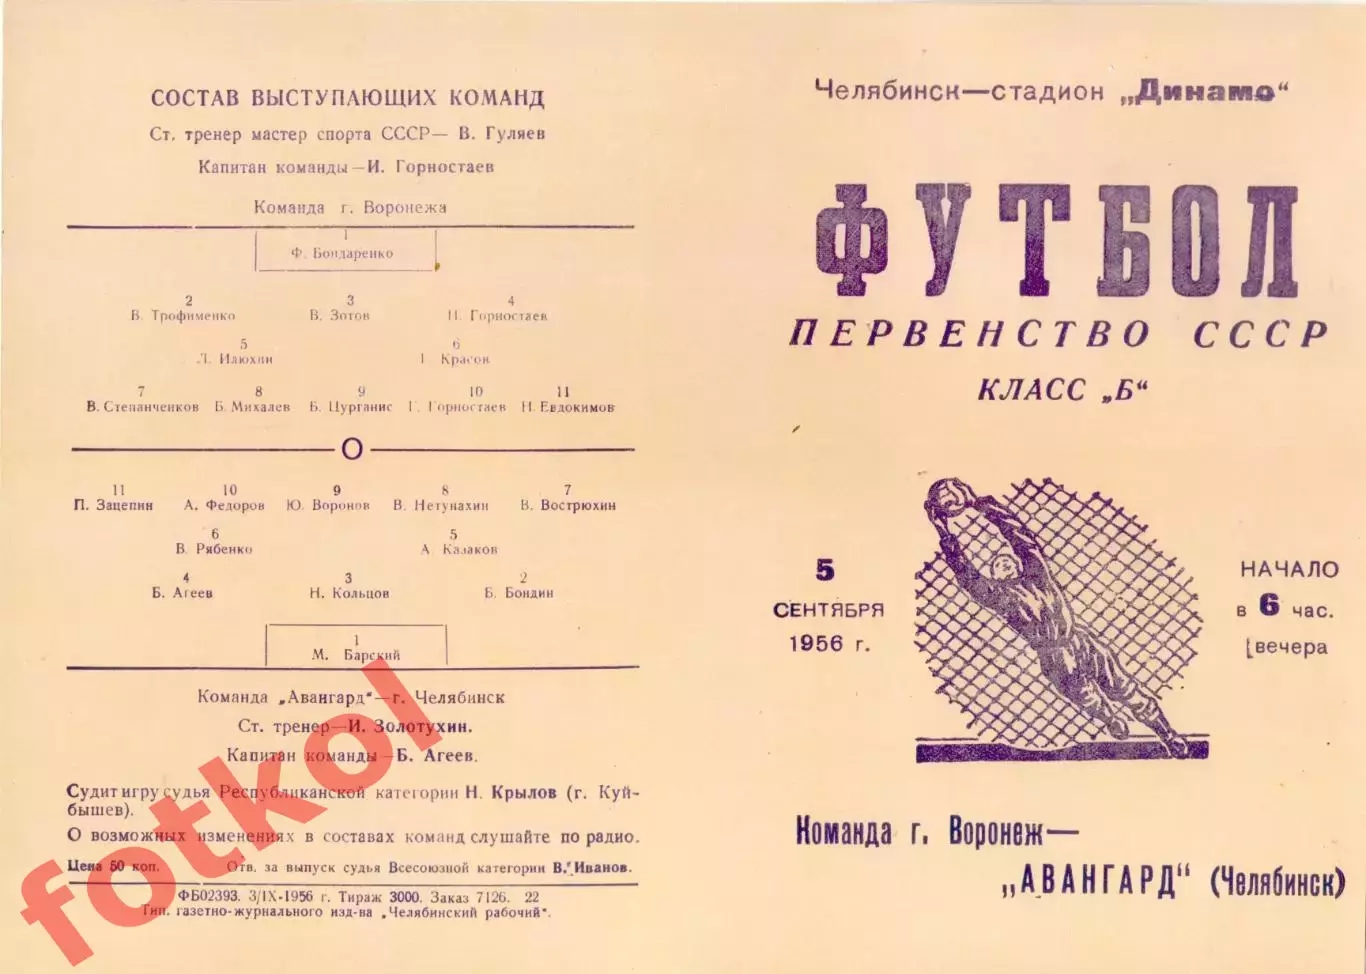 СОСТАВ ВЫСТУПАЮЩИХ КОМАНД
Ст. тренер мастер спорта СССР— В. Гуляев
Капитан команды—И. Горностаев
Команда г. Воронежа
1
Ф. Бондаренко
2 3 4
В. Трофименко В. Зотов И. Горностаев
5 6
Л. Илюхин Г Красов
7 8 9 10 11
В. Степанченков Б. Михалев Б. Цурганис Г. Горностаев Н. Евдокимов
О
11 10 9 8 7
П. Зацепин А. Федоров Ю. Воронов В. Нетунахин В. Вострюхин
6 5
В. Рябенко А. Казаков
4 3 2
Б. Агеев Н. Кольцов Б. Бондин
1
М. Барский
Команда „Авангард"—г. Челябинск
Ст. тренер—И. Золотухин.
Капитан команды—Б. Агеев.
Судит игру судья Республиканской категории Н. Крылов (г. Куй-
бышев).
О возможных изменениях в составах команд слушайте по радио.
Цена 50 коп. Отв. за выпуск судья Всесоюзной категории В. Иванов.
ФБ02393. 3/IX-1956 г. Тираж 3000. Заказ 7126. 22
Тип. газетно-журнального изд-ва „Челябинский рабочий".
Челябинск—стадион „Динамо"
ФУТБОЛ
ПЕРВЕНСТВО СССР
КЛАСС „Б"
5
СЕНТЯБРЯ
1956 г.
НАЧАЛО
в 6 час.
вечера
Команда г. Воронеж—
„АВАНГАРД" (Челябинск)
fotkol